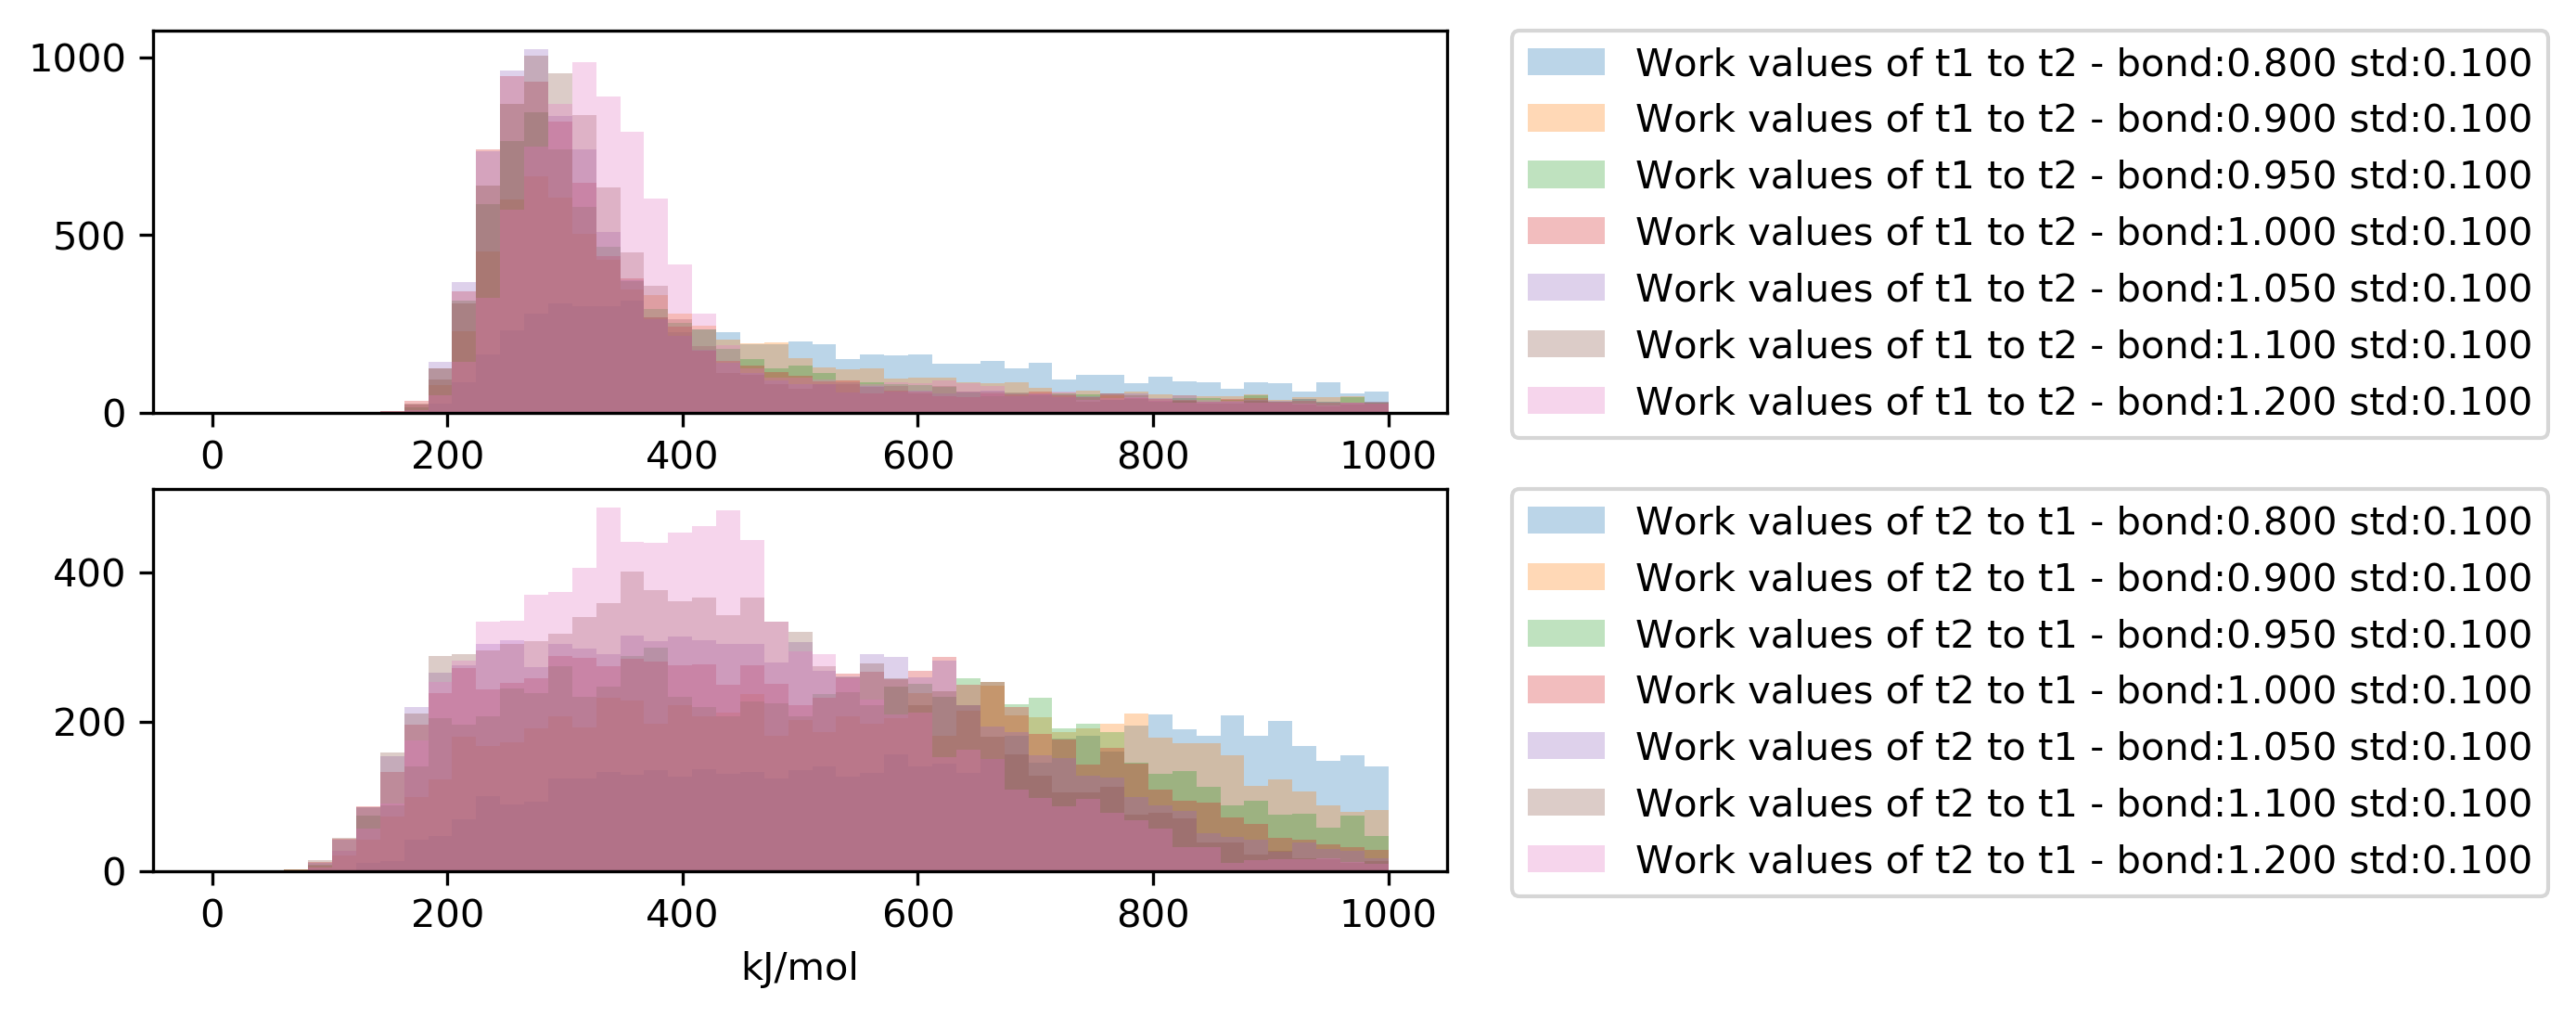 1000
500
0
0 200 400 600 800 1000
Work values of t1 to t2 - bond:0.800 std:0.100
Work values of t1 to t2 - bond:0.900 std:0.100
Work values of t1 to t2 - bond:0.950 std:0.100
Work values of t1 to t2 - bond:1.000 std:0.100
Work values of t1 to t2 - bond:1.050 std:0.100
Work values of t1 to t2 - bond:1.100 std:0.100
Work values of t1 to t2 - bond:1.200 std:0.100
400
200
0
0 200 400 600 800 1000
kJ/mol
Work values of t2 to t1 - bond:0.800 std:0.100
Work values of t2 to t1 - bond:0.900 std:0.100
Work values of t2 to t1 - bond:0.950 std:0.100
Work values of t2 to t1 - bond:1.000 std:0.100
Work values of t2 to t1 - bond:1.050 std:0.100
Work values of t2 to t1 - bond:1.100 std:0.100
Work values of t2 to t1 - bond:1.200 std:0.100